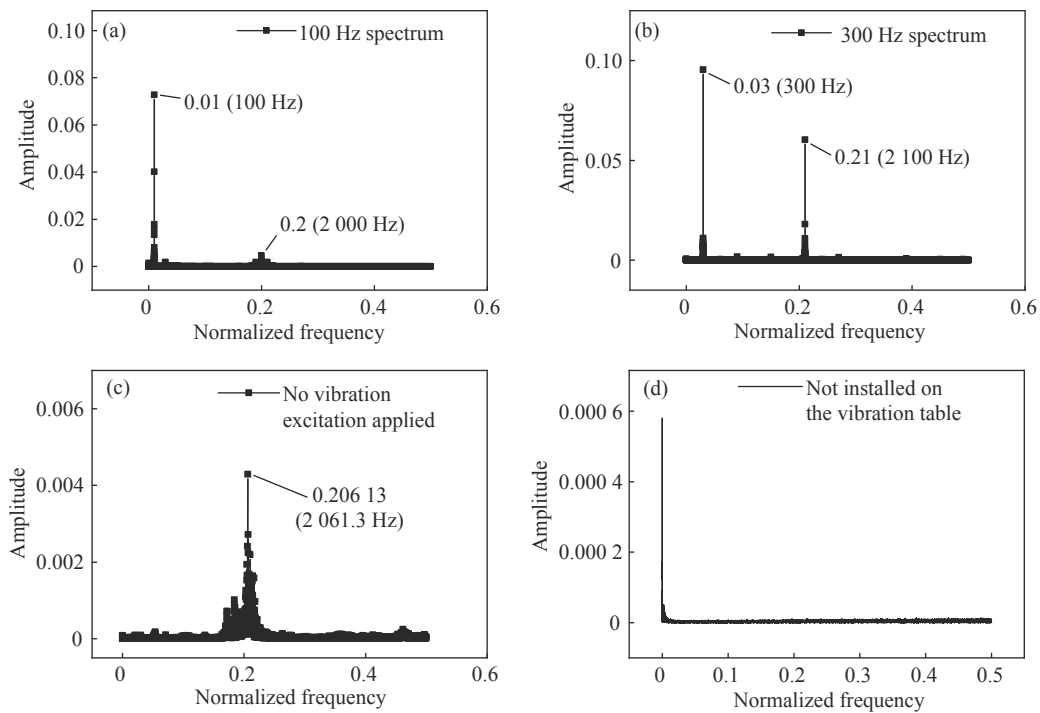 (a)
100 Hz spectrum
0.10
0.08
0.06
0.04
0.02
0
Amplitude
0.01 (100 Hz)
0.2 (2 000 Hz)
0
0.2
0.4
0.6
Normalized frequency
(b)
300 Hz spectrum
0.10
0.05
0
Amplitude
0.03 (300 Hz)
0.21 (2 100 Hz)
0
0.2
0.4
0.6
Normalized frequency
(c)
No vibration
excitation applied
0.006
0.004
0.002
0
Amplitude
0.206 13
(2 061.3 Hz)
0
0.2
0.4
0.6
Normalized frequency
(d)
Not installed on
the vibration table
0.000 6
0.000 2
0
Amplitude
0
0.1
0.2
0.3
0.4
0.5
Normalized frequency